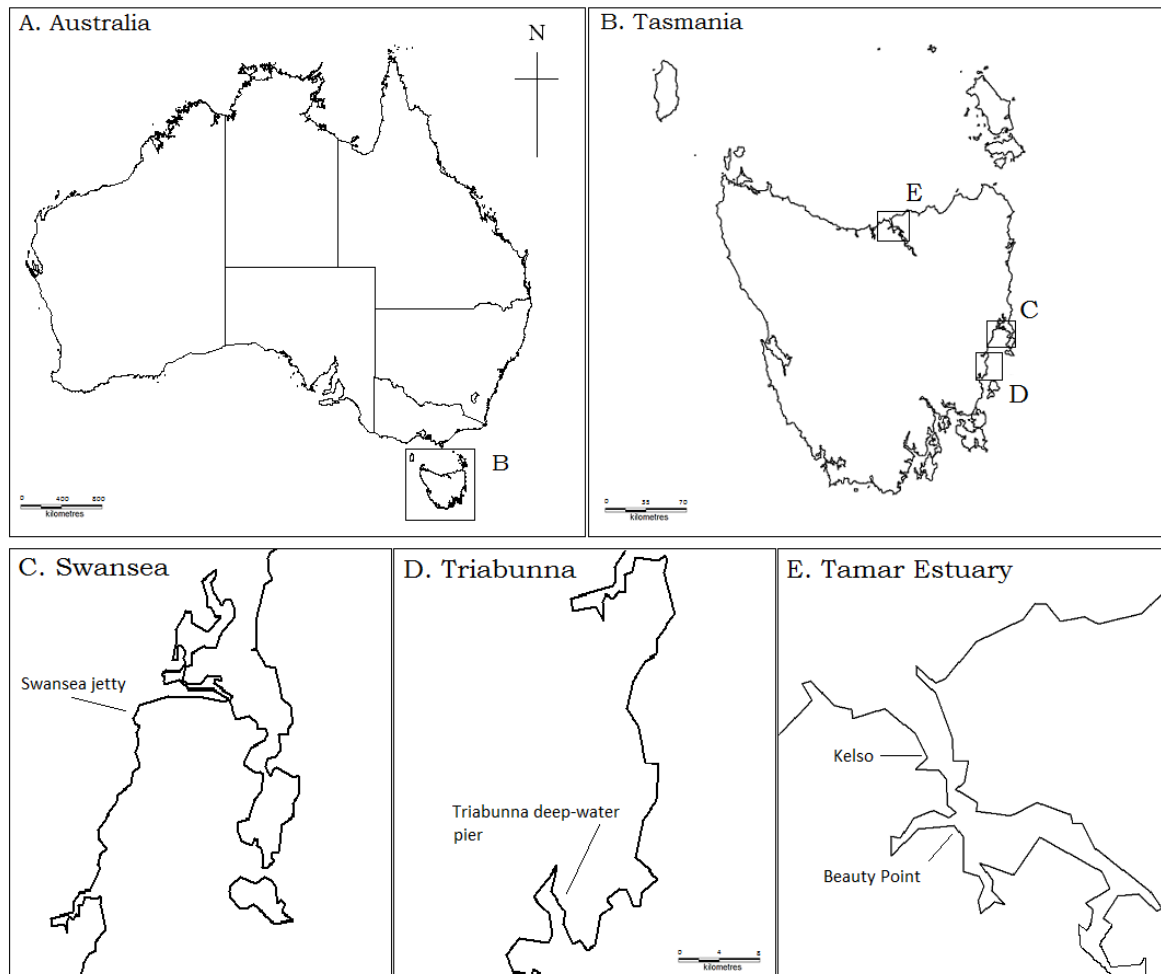 A. Australia
N
B
0 400 800
kilometres
B. Tasmania
E
C
D
0 35 70
kilometres
C. Swansea
Swansea jetty
D. Triabunna
Triabunna deep-water
pier
0 4 8
kilometres
E. Tamar Estuary
Kelso
Beauty Point